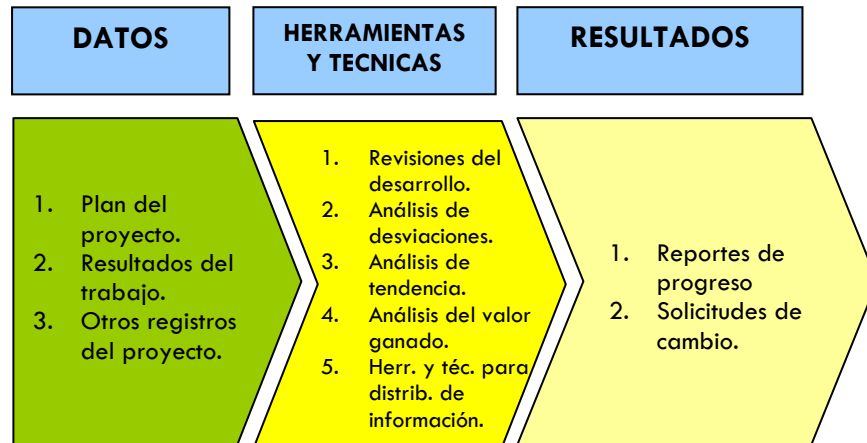 DATOS
HERRAMIENTAS
Y TECNICAS
RESULTADOS
1. Plan del
proyecto.
2. Resultados del
trabajo.
3. Otros registros
del proyecto.
1. Revisiones del
desarrollo.
2. Análisis de
desviaciones.
3. Análisis de
tendencia.
4. Análisis del valor
ganado.
5. Herr. y téc. para
distrib. de
información.
1. Reportes de
progreso
2. Solicitudes de
cambio.